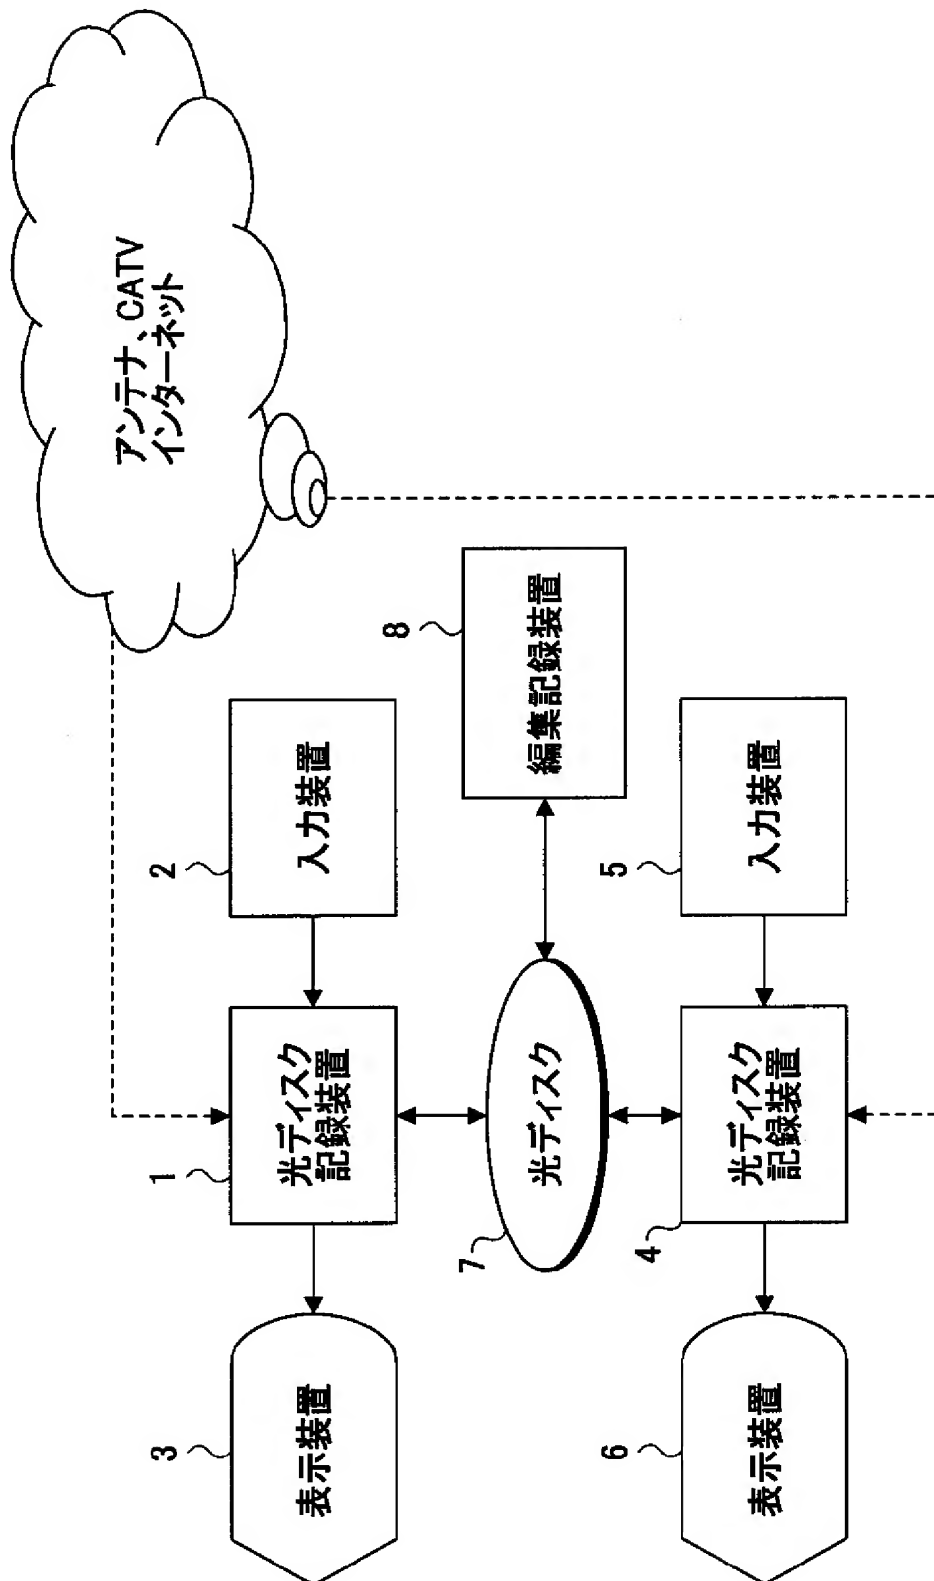 アンテナ、CATV
インターネット
2
入力装置
1
光ディスク
記録装置
3
表示装置
8
編集記録装置
7
光ディスク
5
入力装置
4
光ディスク
記録装置
6
表示装置